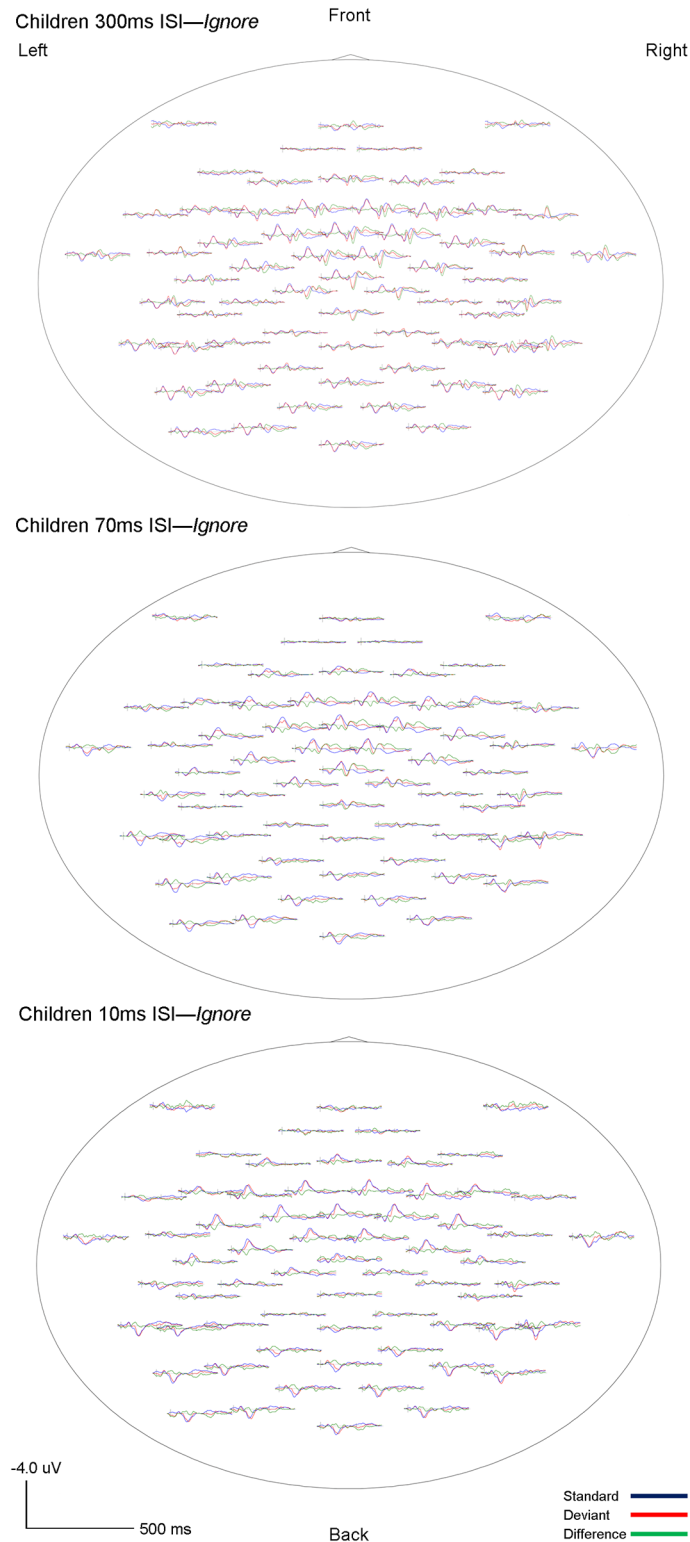 Children 300ms ISI—Ignore
Front
Left
Right
Children 70ms ISI—Ignore
Children 10ms ISI—Ignore
-4.0 uV
500 ms
Back
Standard
Deviant
Difference